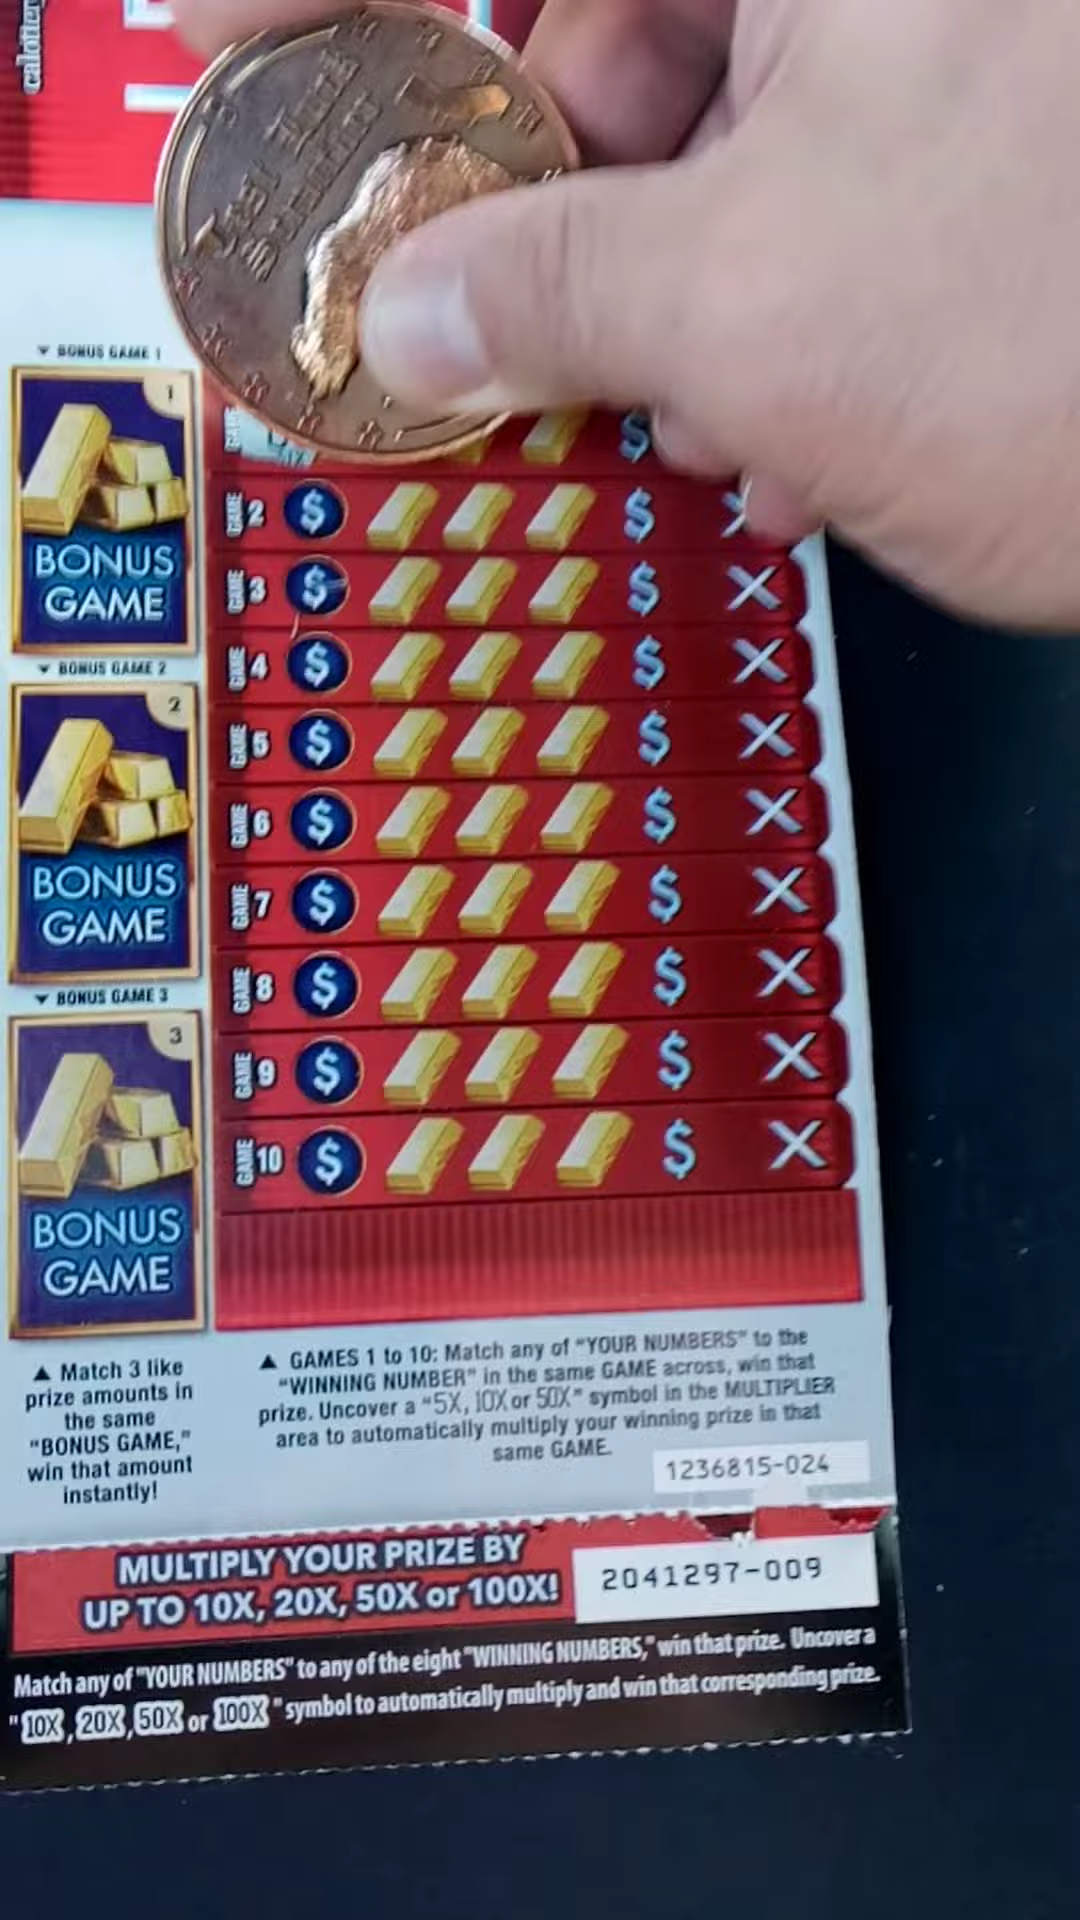 calottery
▼ BONUS GAME 1
1
BONUS
GAME
▼ BONUS GAME 2
2
BONUS
GAME
▼ BONUS GAME 3
3
BONUS
GAME
GAME
GAME 2 $ $ X
GAME 3 $ $ X
GAME 4 $ $ X
GAME 5 $ $ X
GAME 6 $ $ X
GAME 7 $ $ X
GAME 8 $ $ X
GAME 9 $ $ X
GAME 10 $ $ X
▲ Match 3 like
prize amounts in
the same
"BONUS GAME,"
win that amount
instantly!
▲ GAMES 1 to 10: Match any of "YOUR NUMBERS" to the
"WINNING NUMBER" in the same GAME across, win that
prize. Uncover a "5X, 10X or 50X" symbol in the MULTIPLIER
area to automatically multiply your winning prize in that
same GAME.
1236815-024
MULTIPLY YOUR PRIZE BY
UP TO 10X, 20X, 50X or 100X!
2041297-009
Match any of "YOUR NUMBERS" to any of the eight "WINNING NUMBERS," win that prize. Uncover a
"10X, 20X, 50X or 100X" symbol to automatically multiply and win that corresponding prize.